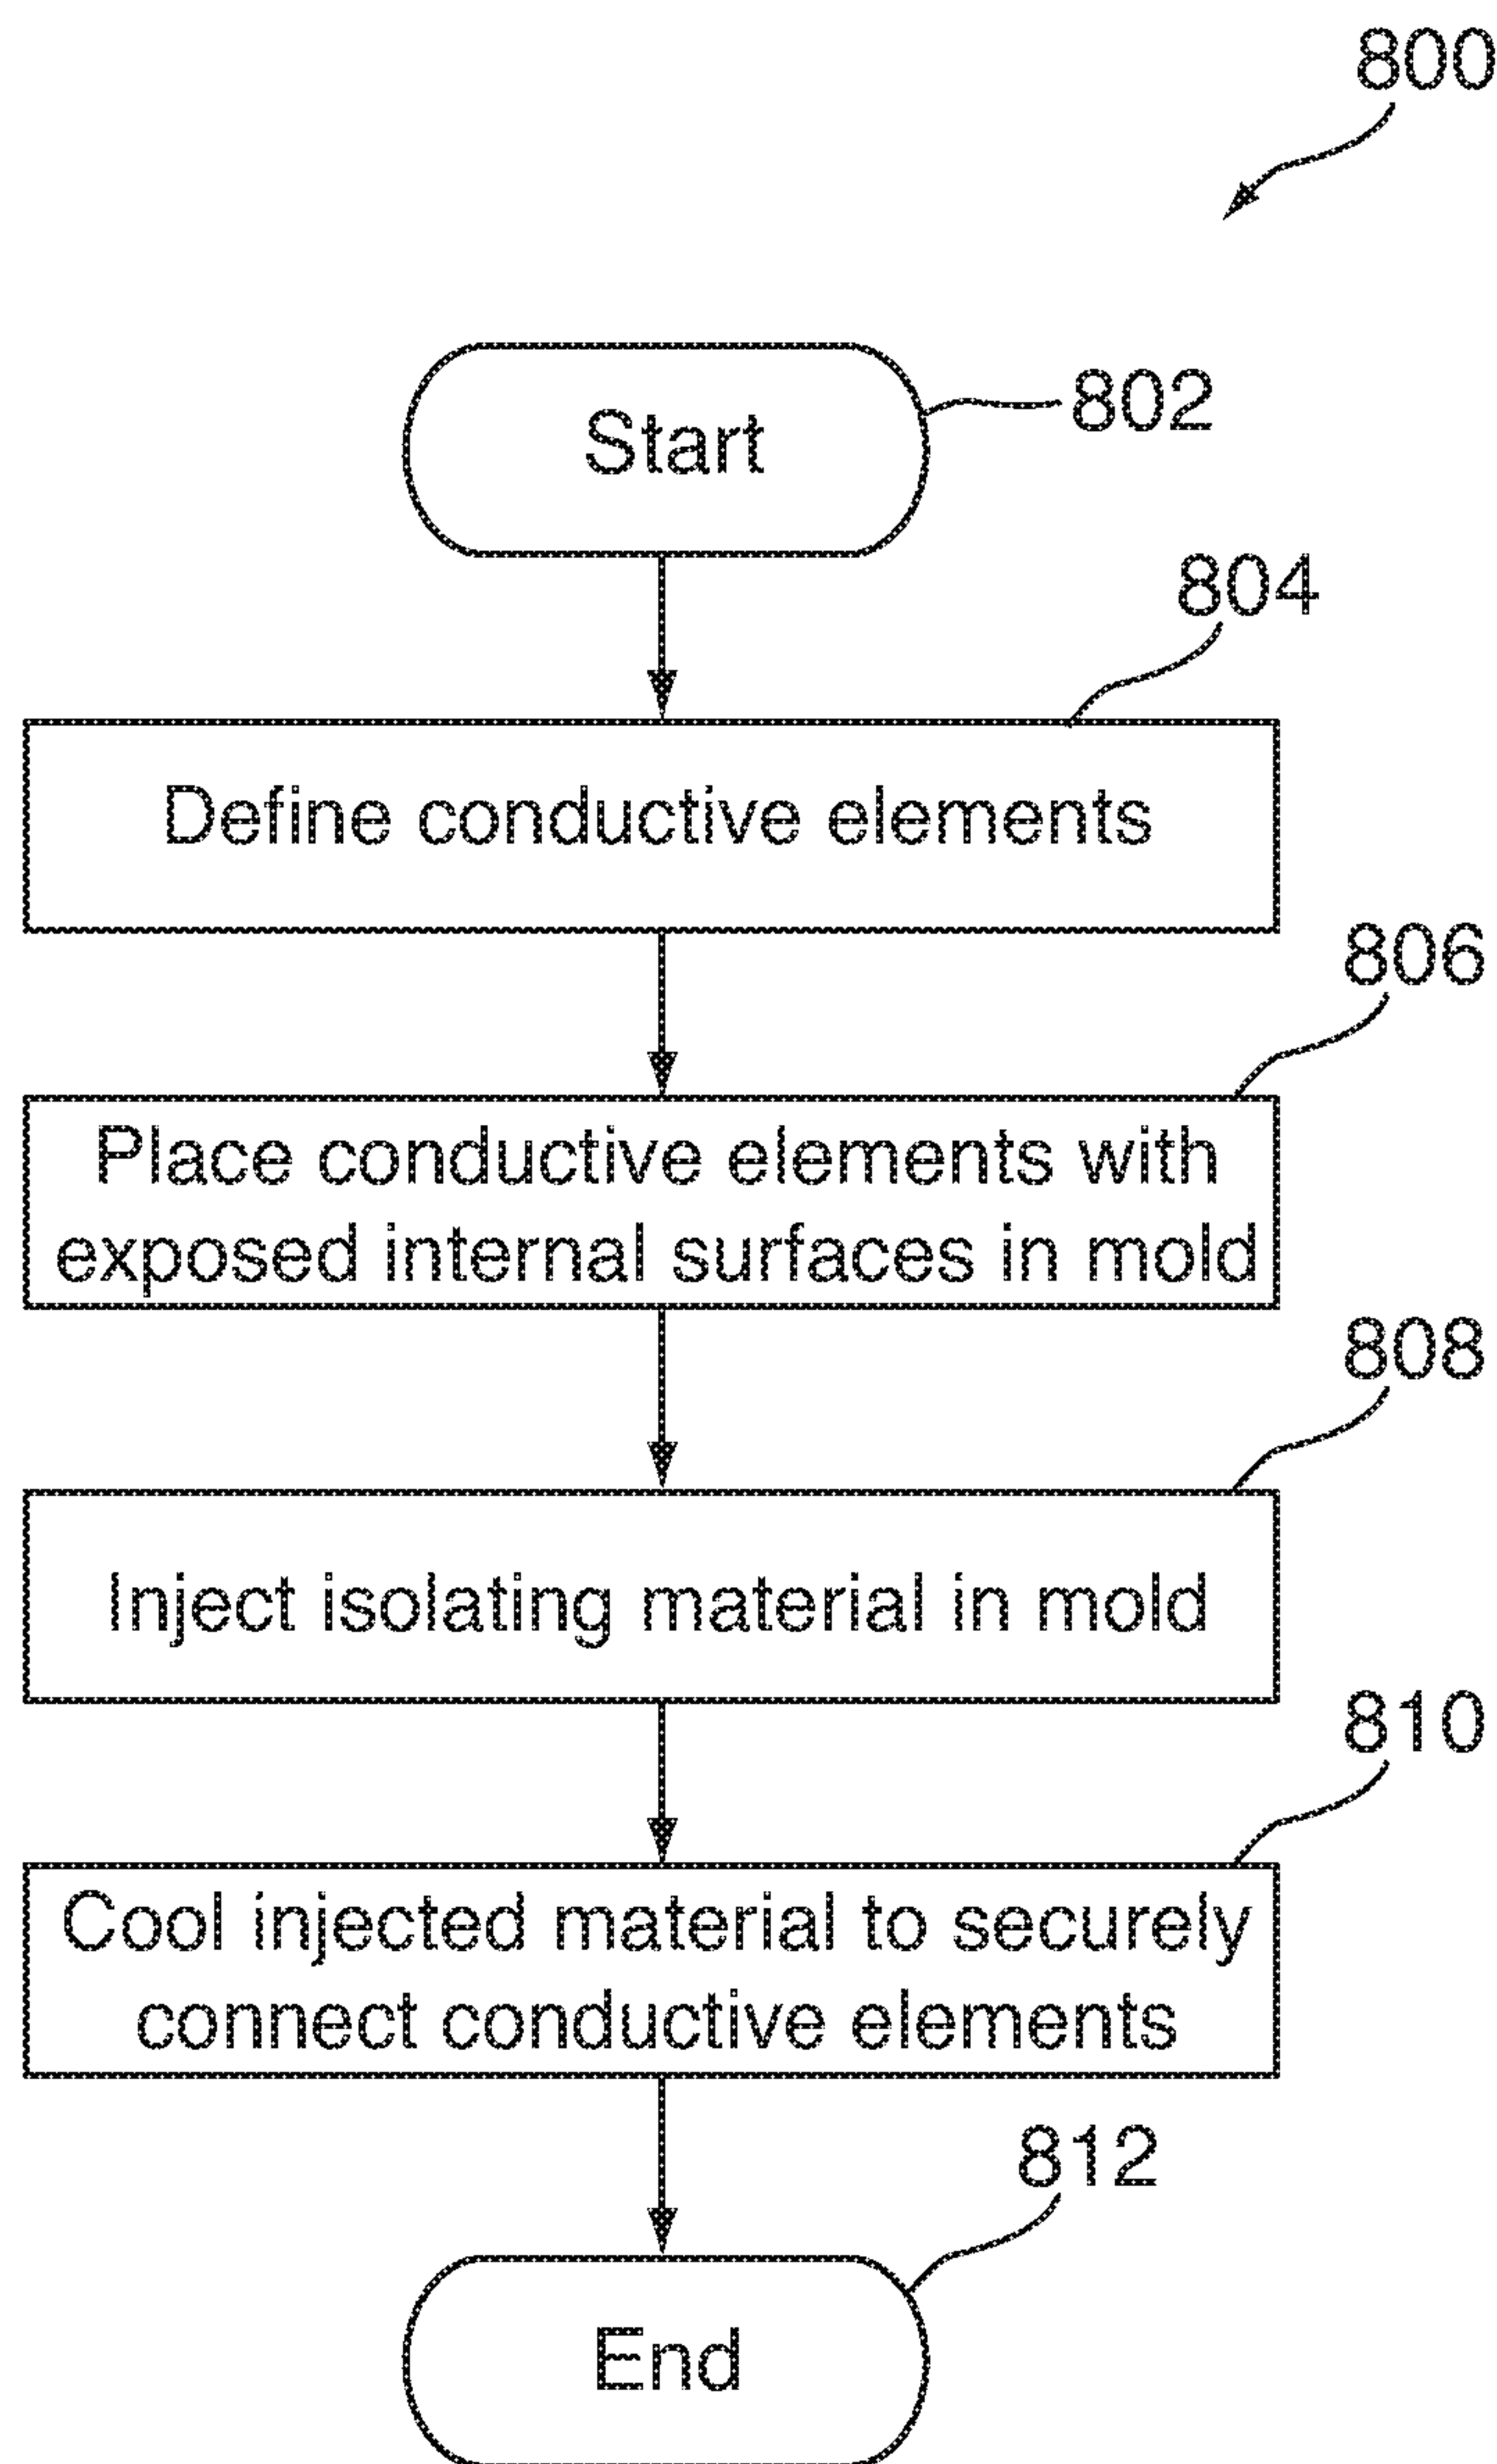 800
Start
802
804
Define conductive elements
806
Place conductive elements with
exposed internal surfaces in mold
808
Inject isolating material in mold
810
Cool injected material to securely
connect conductive elements
812
End